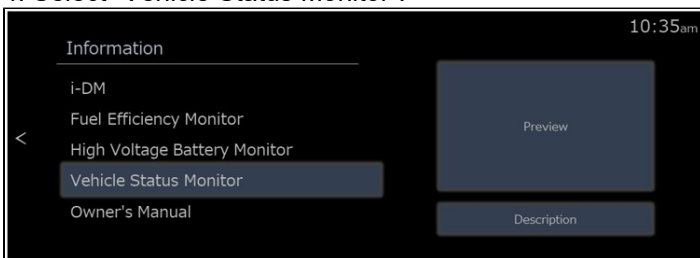 10:35am
Information
i-DM
Fuel Efficiency Monitor
High Voltage Battery Monitor
<
Vehicle Status Monitor
Owner's Manual
Preview
Description